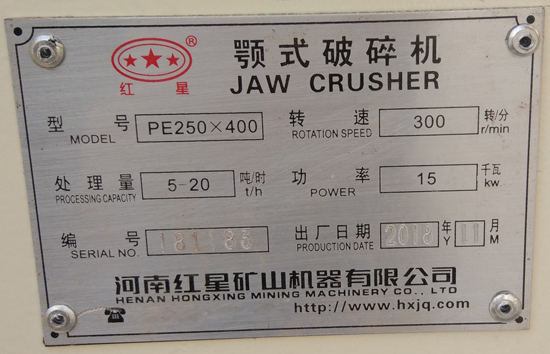 ® 颚式破碎机
红星 JAW CRUSHER
型号 MODEL PE250×400 转速 ROTATION SPEED 300 转/分 r/min
处理量 PROCESSING CAPACITY 5-20 吨/时 t/h 功率 POWER 15 千瓦 kw.
编号 SERIAL NO. 出厂日期 PRODUCTION DATE 2018 年 Y 11 月 M
河南红星矿山机器有限公司
HENAN HONGXING MINING MACHINERY CO., LTD
http://www.hxjq.com